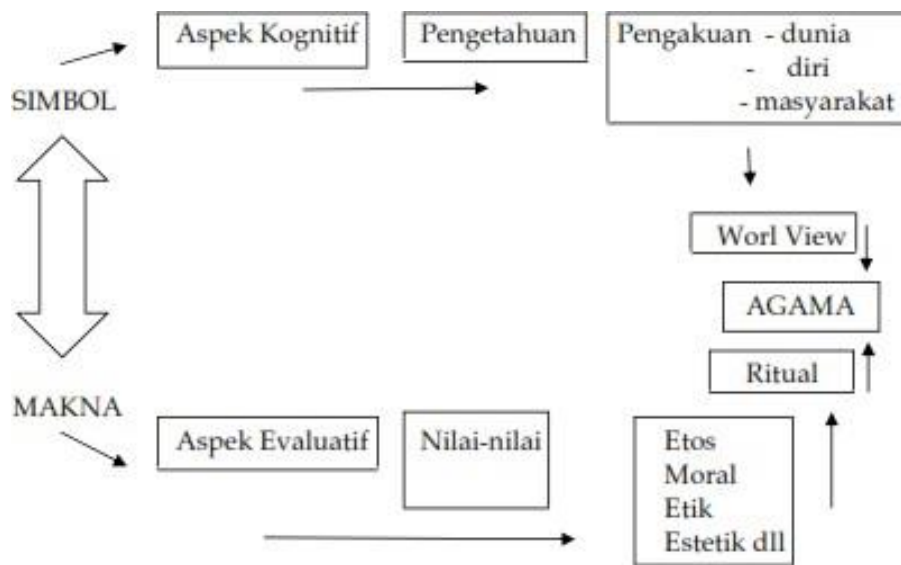 Aspek Kognitif
Pengetahuan
Pengakuan - dunia
- diri
- masyarakat
SIMBOL
Worl View
AGAMA
Ritual
MAKNA
Aspek Evaluatif
Nilai-nilai
Etos
Moral
Etik
Estetik dll